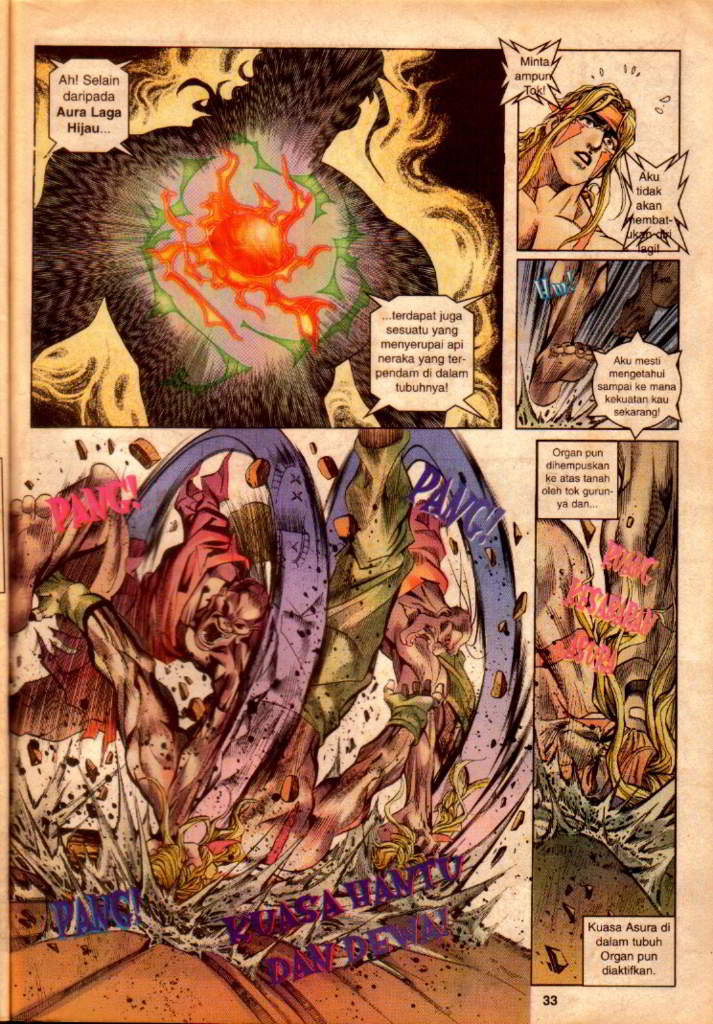 Ah! Selain
daripada
Aura Laga
Hijau...
...terdapat juga
sesuatu yang
menyerupai api
neraka yang ter-
pendam di dalam
tubuhnya!
Minta
ampun
Tok!
Aku
tidak
akan
membat-
ukan diri
lagi!
Aku mesti
mengetahui
sampai ke mana
kekuatan kau
sekarang!
PANG!
PANG!
PANG!
KUASA HANTU
DAN DEWA!
Organ pun
dihempuskan
ke atas tanah
oleh tok gurun-
ya dan...
ASURA
Kuasa Asura di
dalam tubuh
Organ pun
diaktifkan.
33